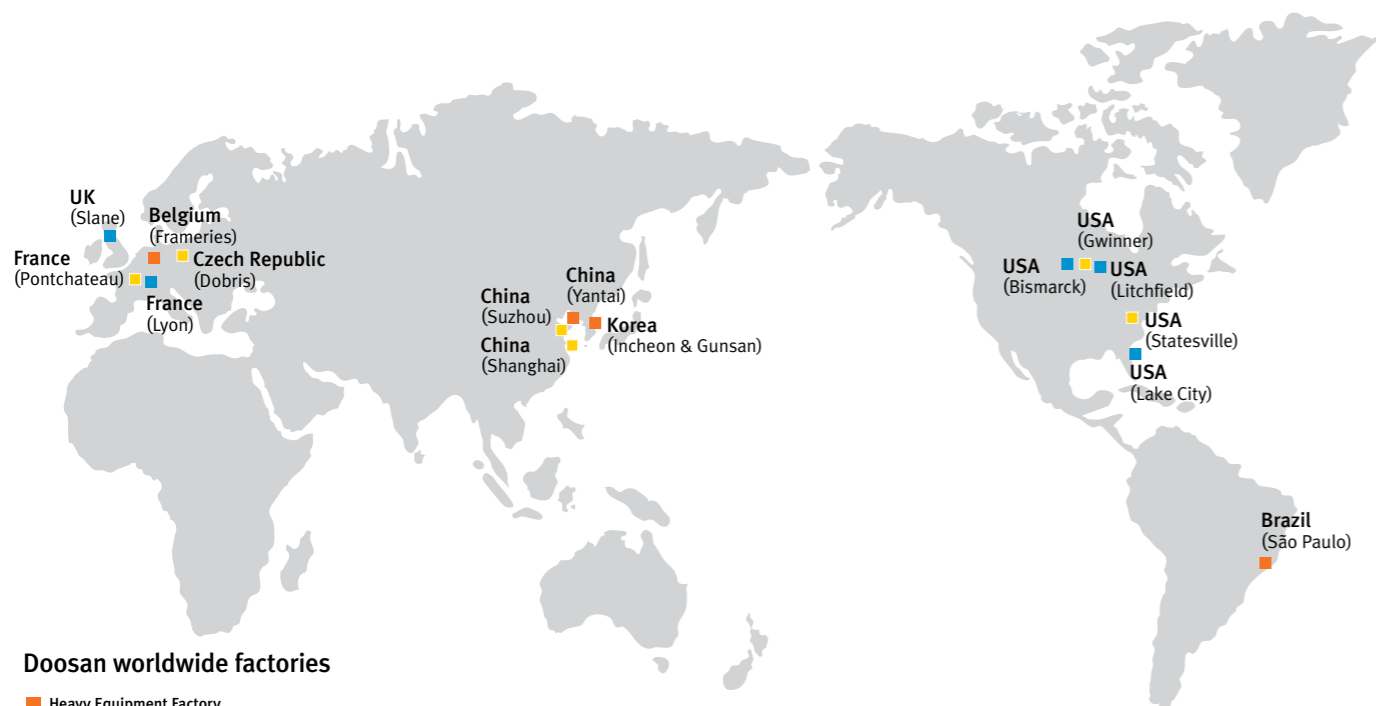 UK
(Slane)
Belgium
(Frameries)
France
(Pontchateau)
Czech Republic
(Dobris)
France
(Lyon)
China
(Yantai)
China
(Suzhou)
Korea
(Incheon & Gunsan)
China
(Shanghai)
USA
(Gwinner)
USA
(Bismarck)
USA
(Litchfield)
USA
(Statesville)
USA
(Lake City)
Brazil
(São Paulo)
Doosan worldwide factories
Heavy Equipment Factory